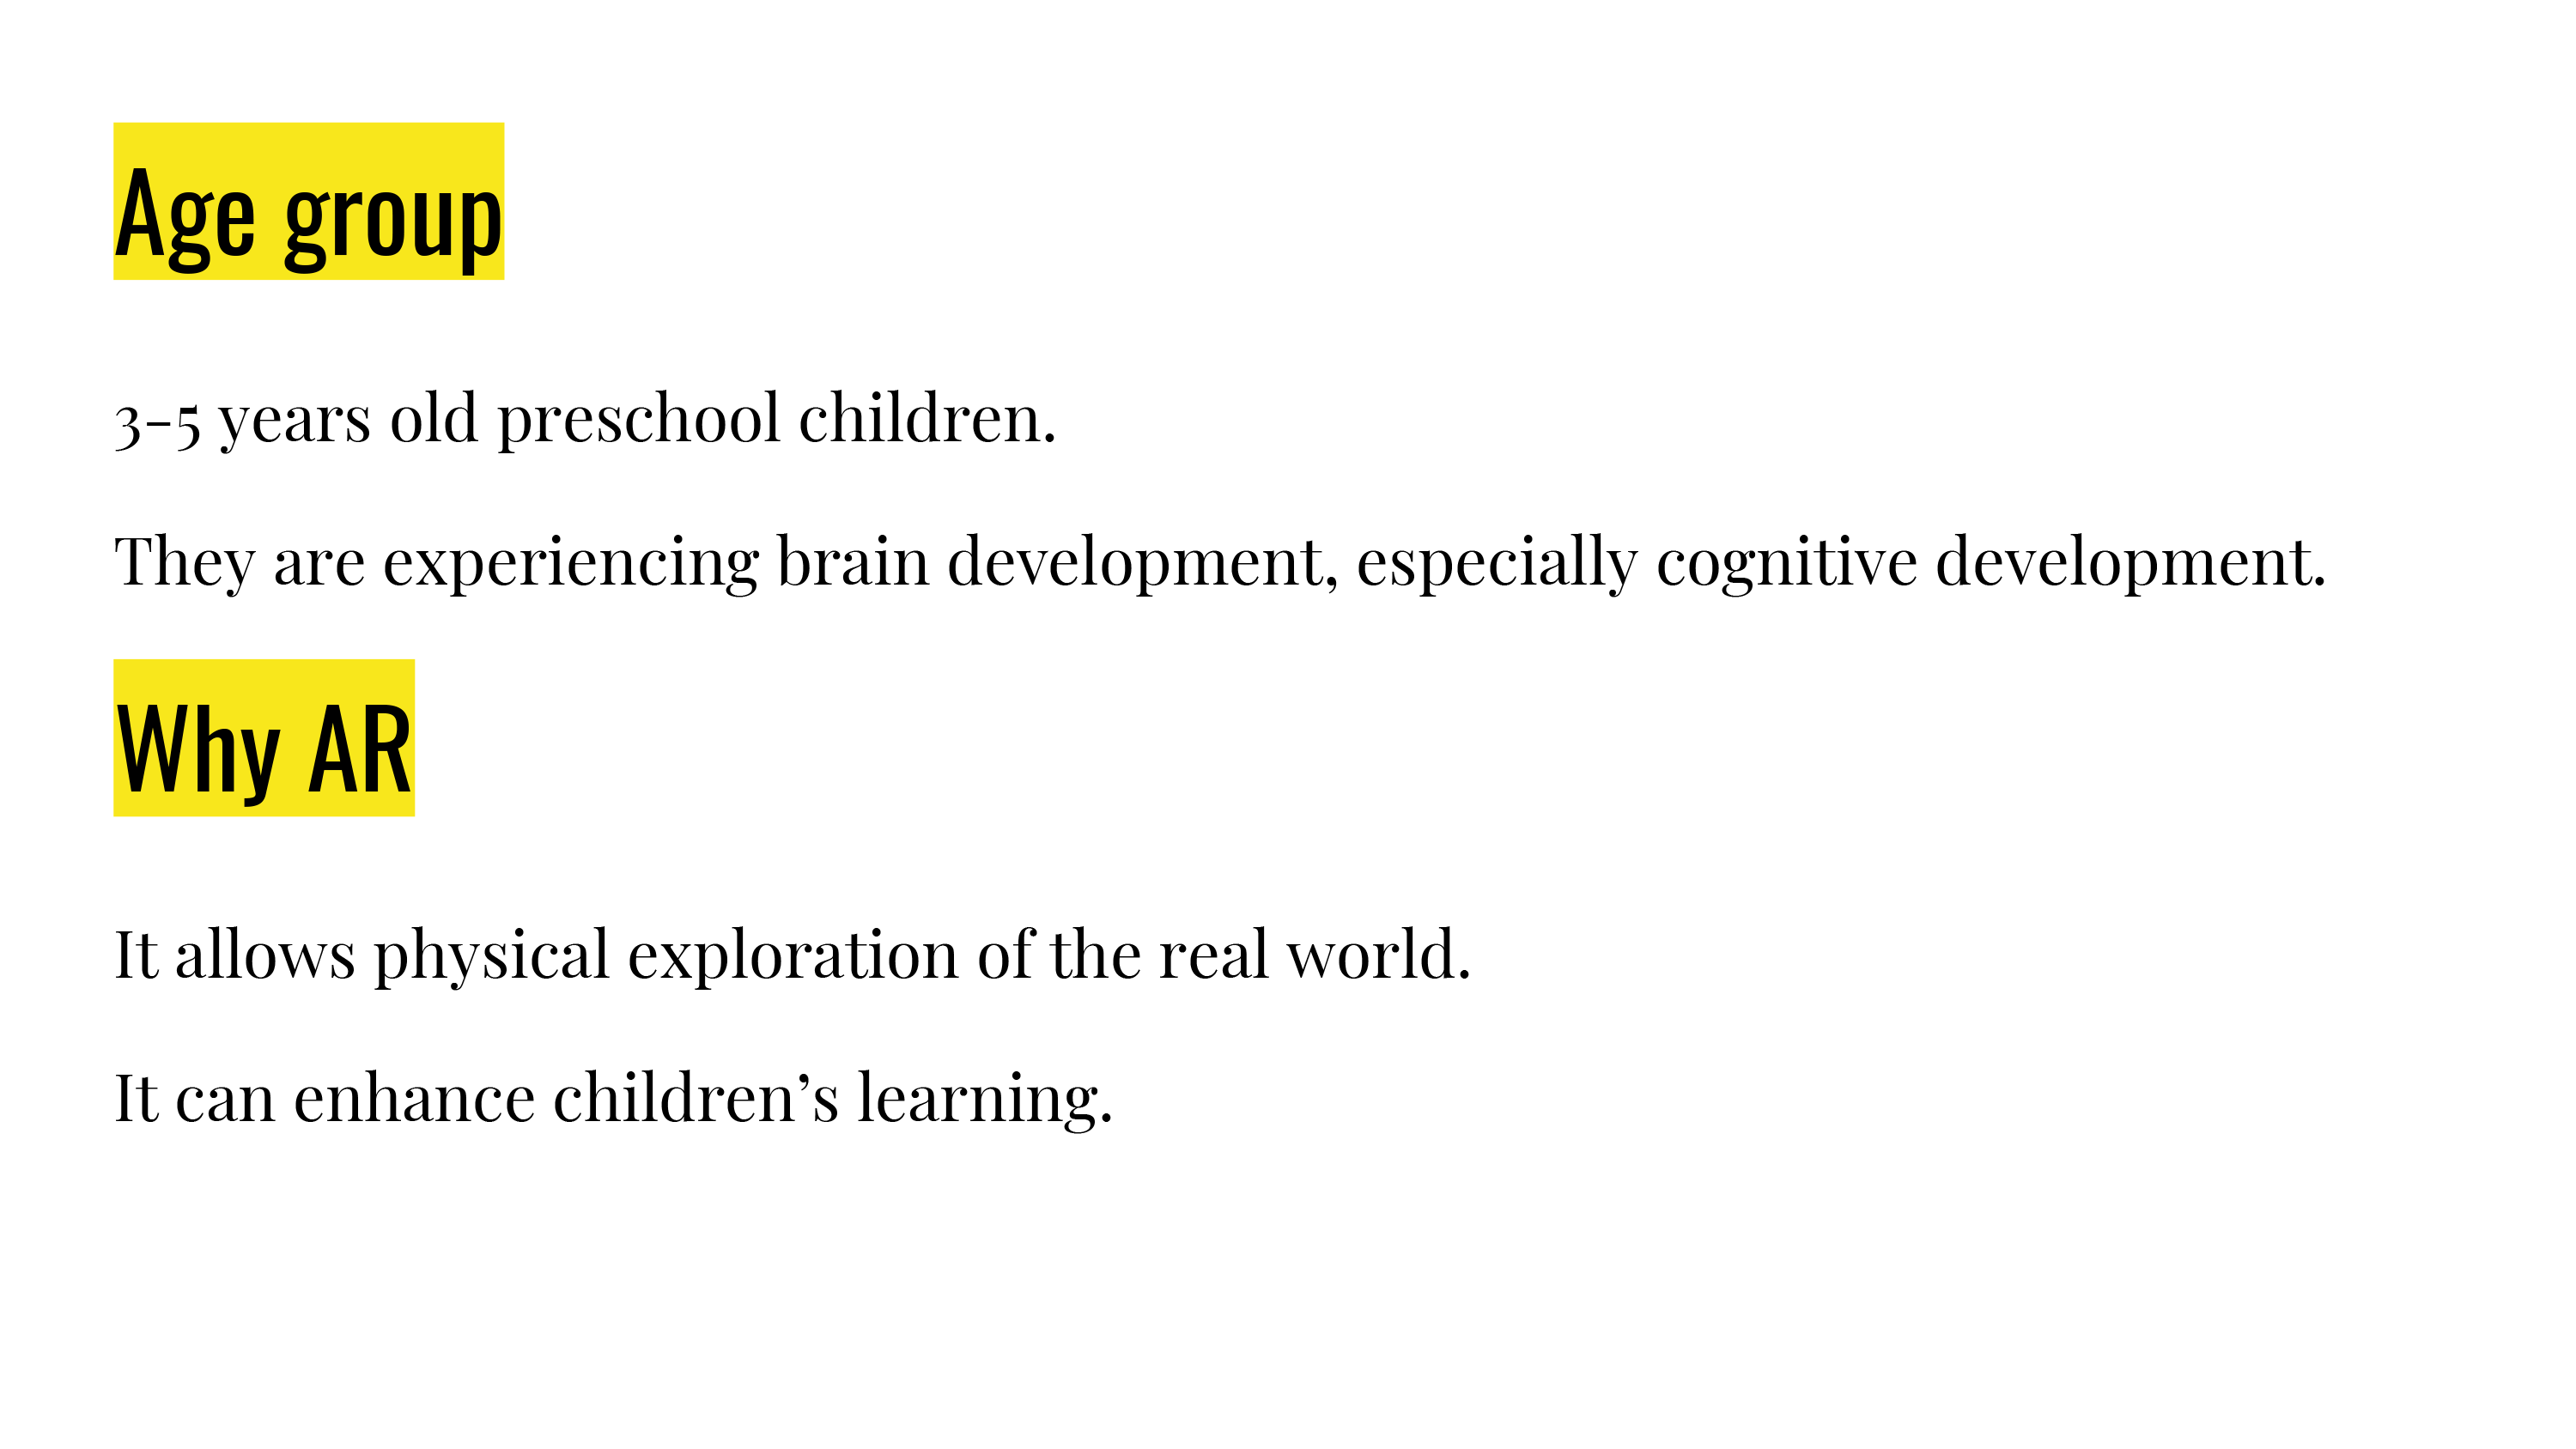 Age group
3-5 years old preschool children.
They are experiencing brain development, especially cognitive development.
Why AR
It allows physical exploration of the real world.
It can enhance children’s learning.